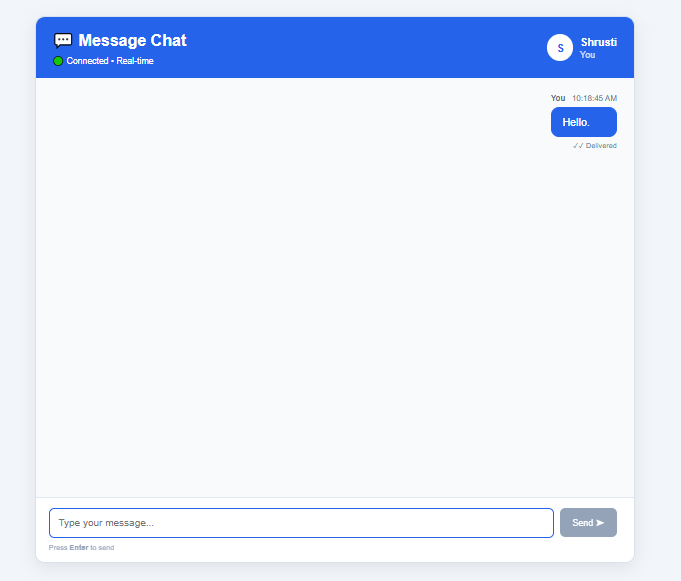 💬 Message Chat
Connected • Real-time
S
Shrusti
You
You 10:18:45 AM
Hello.
✓✓ Delivered
Type your message...
Send ➤
Press Enter to send